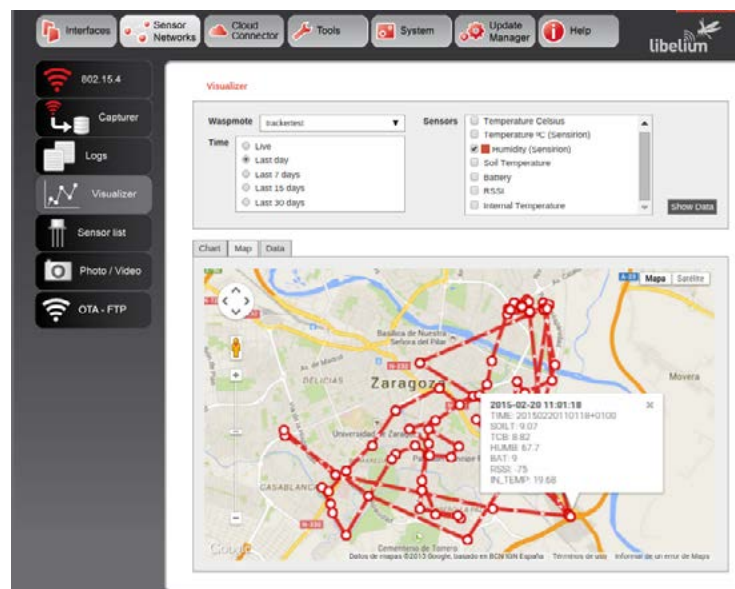 Interfaces
Sensor
Networks
Cloud
Connector
Tools
System
Update
Manager
Help
libelium
802.15.4
Capturer
Logs
Visualizer
Sensor list
Photo / Video
OTA - FTP
Visualizer
Waspmote trackertest
Time
Live
Last day
Last 7 days
Last 15 days
Last 30 days
Sensors
Temperature Celsius
Temperature ºC (Sensirion)
Humidity (Sensirion)
Soil Temperature
Battery
RSSI
Internal Temperature
Show Data
Chart Map Data
Mapa Satélite
Basílica de Nuestra
Señora del Pilar
Av. de Madrid
DELICIAS
Zaragoza
Movera
CASABLANCA
N-330
2015-02-20 11:01:18
TIME: 20150220110118+0100
SOILT: 9.07
TCB: 8.82
HUMB: 67.7
BAT: 9
RSSI: -75
IN_TEMP: 19.68
Cementerio de Torrero
Google
Datos de mapas ©2015 Google, basado en BCN IGN España
Términos de uso
Informar de un error de Maps